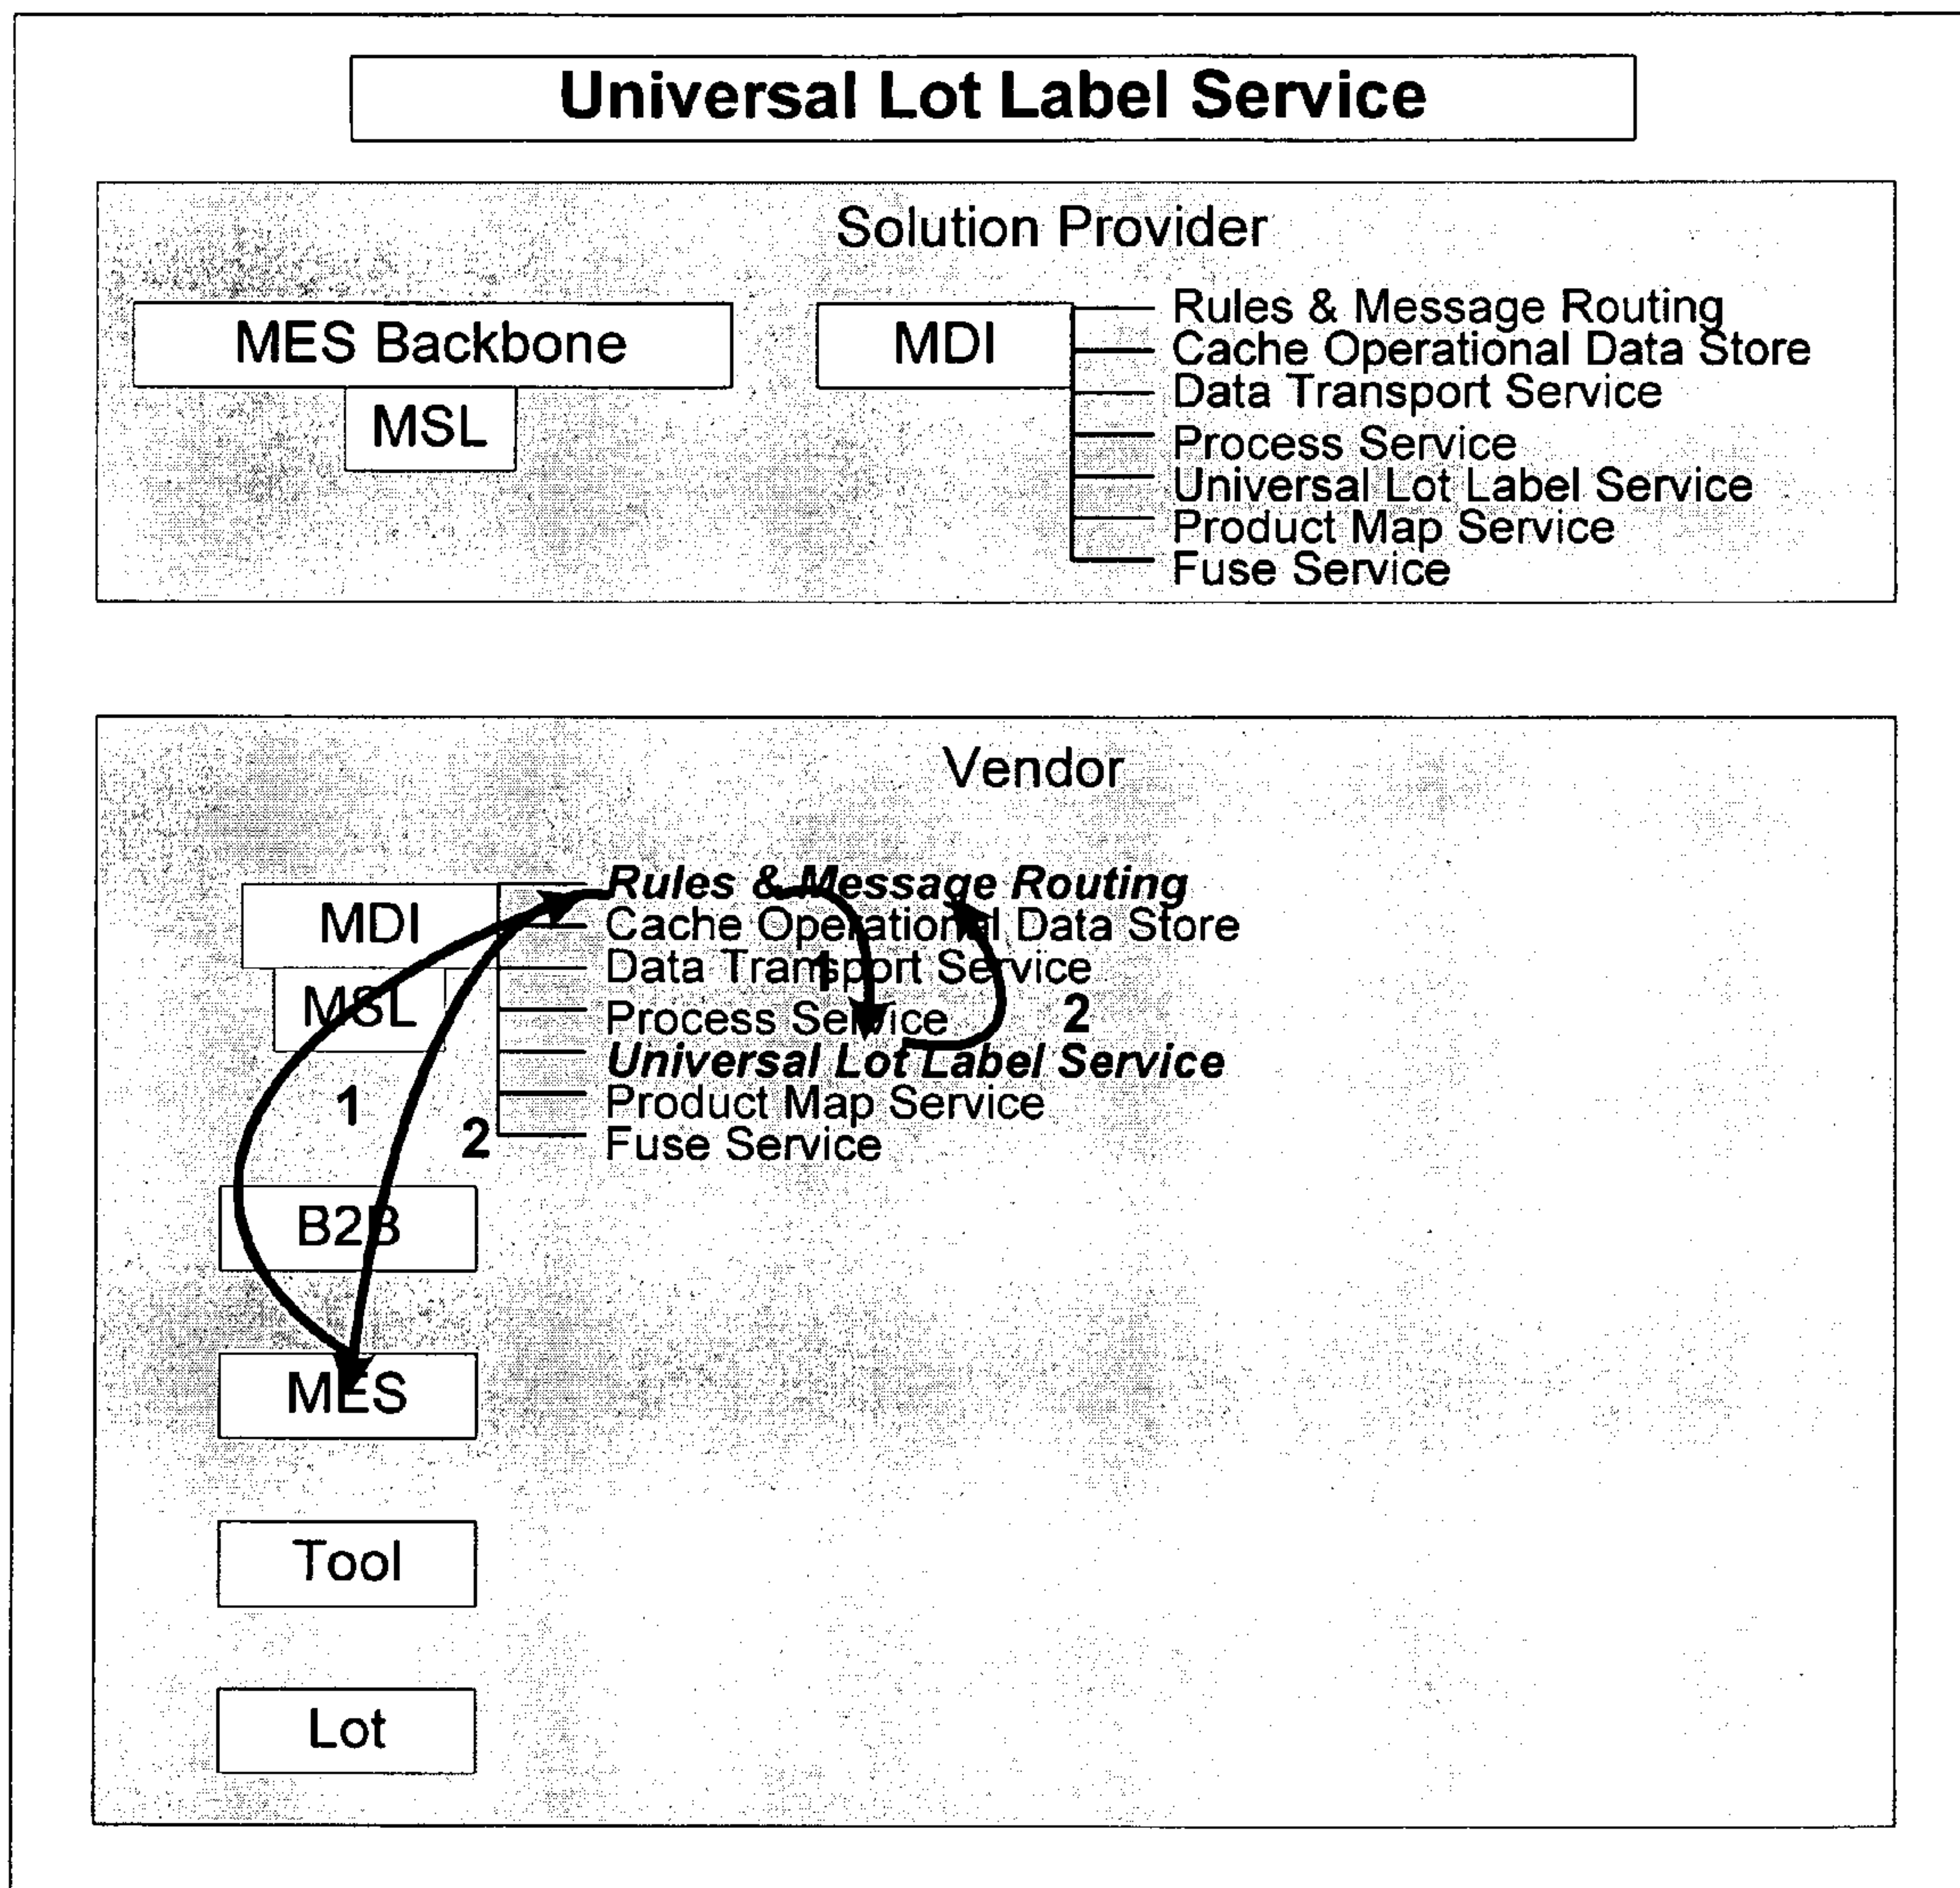 Universal Lot Label Service
Solution Provider
MES Backbone
MSL
MDI
Rules & Message Routing
Cache Operational Data Store
Data Transport Service
Process Service
Universal Lot Label Service
Product Map Service
Fuse Service
Vendor
MDI
MSL
Rules & Message Routing
Cache Operational Data Store
Data Transport Service
1
Process Service
2
Universal Lot Label Service
Product Map Service
Fuse Service
1
2
B2B
MES
Tool
Lot